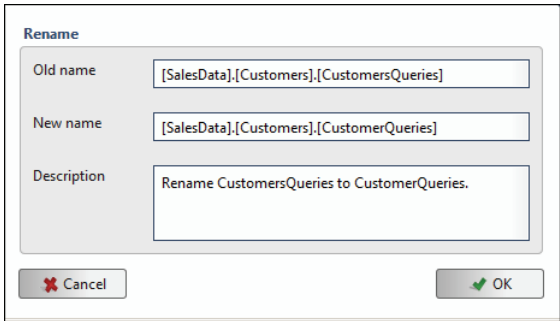 Rename
Old name
[SalesData].[Customers].[CustomersQueries]
New name
[SalesData].[Customers].[CustomerQueries]
Description
Rename CustomersQueries to CustomerQueries.
Cancel
OK